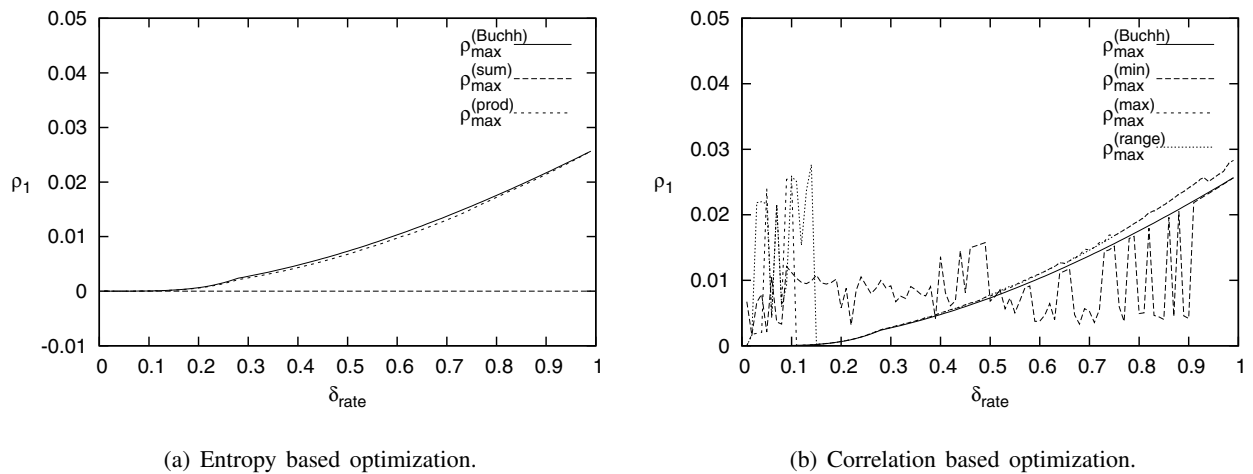 0.05
0.04
0.03
0.02
0.01
0
-0.01
ρ1
0 0.1 0.2 0.3 0.4 0.5 0.6 0.7 0.8 0.9 1
δrate
ρmax(Buchh)
ρmax(sum)
ρmax(prod)
(a) Entropy based optimization.
0.05
0.04
0.03
0.02
0.01
0
ρ1
0 0.1 0.2 0.3 0.4 0.5 0.6 0.7 0.8 0.9 1
δrate
ρmax(Buchh)
ρmax(min)
ρmax(max)
ρmax(range)
(b) Correlation based optimization.